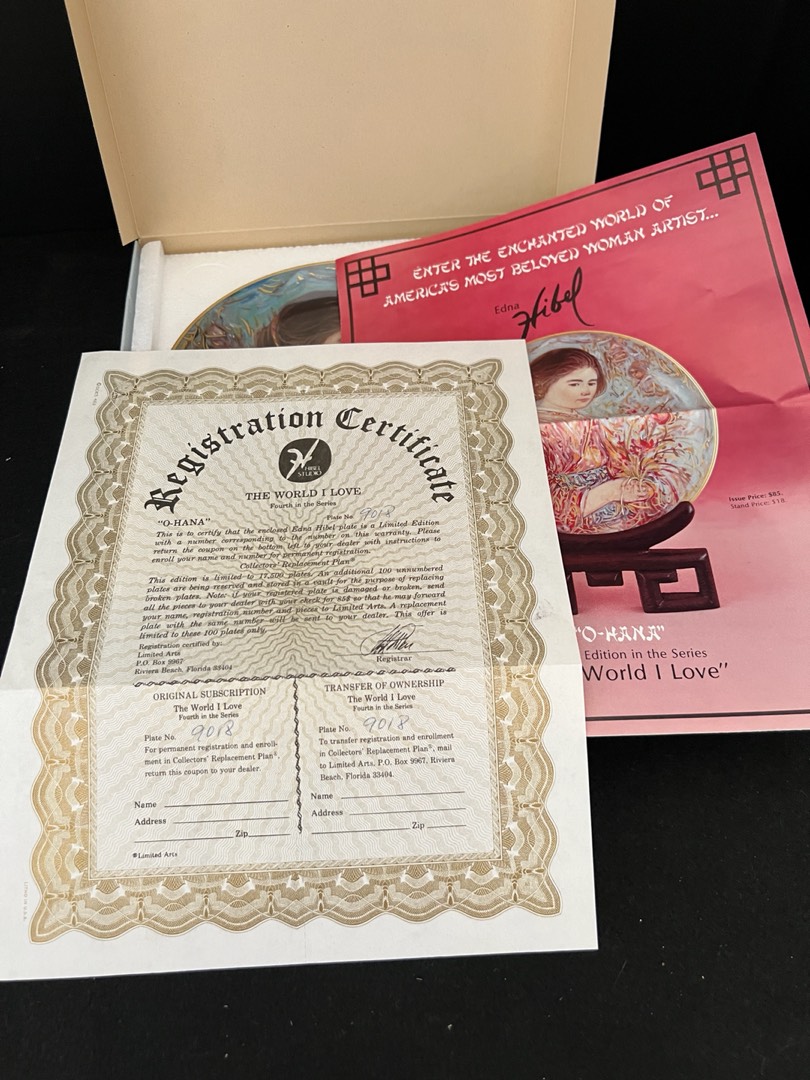 ENTER THE ENCHANTED WORLD OF
AMERICA'S MOST BELOVED WOMAN ARTIST...
Edna Hibel
Issue Price: $85.
Stand Price: $18.
"O-HANA"
Edition in the Series
World I Love"
Registration Certificate
HIBEL
STUDIO
THE WORLD I LOVE
Fourth in the Series
Plate No. 9018
"O-HANA"
This is to certify that the enclosed Edna Hibel plate is a Limited Edition
with a number corresponding to the number on this warranty. Please
return the coupon on the bottom left to your dealer with instructions to
enroll your name and number for permanent registration.
Collectors' Replacement Plan®
This edition is limited to 17,500 plates. An additional 100 unnumbered
plates are being reserved and stored in a vault for the purpose of replacing
broken plates. Note: if your registered plate is damaged or broken, send
all the pieces to your dealer with your check for 85$ so that he may forward
your name, registration number and pieces to Limited Arts. A replacement
plate with the same number will be sent to your dealer. This offer is
limited to these 100 plates only.
Registration certified by:
Limited Arts
P.O. Box 9967
Riviera Beach, Florida 33404
Registrar
ORIGINAL SUBSCRIPTION
The World I Love
Fourth in the Series
Plate No. 9018
For permanent registration and enroll-
ment in Collectors' Replacement Plan®,
return this coupon to your dealer.
Name
Address
Zip
®Limited Arts
TRANSFER OF OWNERSHIP
The World I Love
Fourth in the Series
Plate No. 9018
To transfer registration and enrollment
in Collectors' Replacement Plan®, mail
to Limited Arts, P.O. Box 9967, Riviera
Beach, Florida 33404.
Name
Address
Zip